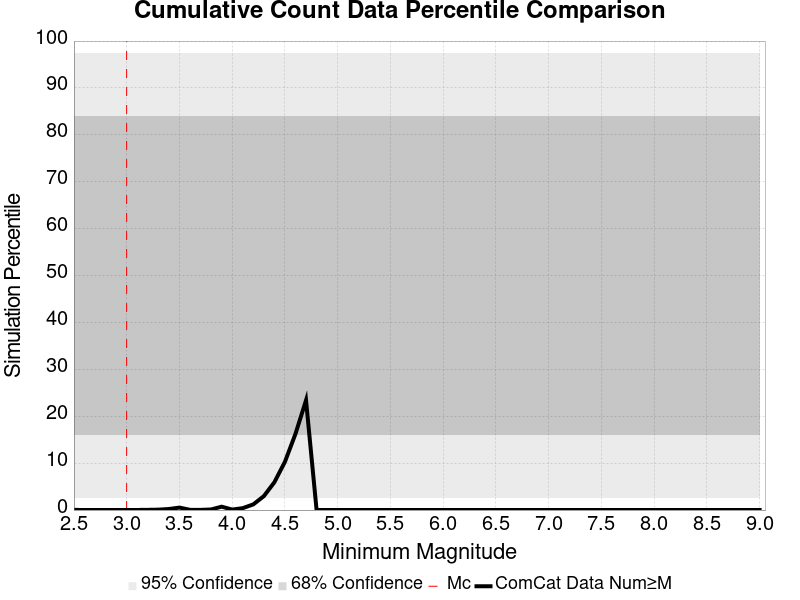 Cumulative Count Data Percentile Comparison
100
90
80
70
60
50
40
30
20
10
0
Simulation Percentile
2.5 3.0 3.5 4.0 4.5 5.0 5.5 6.0 6.5 7.0 7.5 8.0 8.5 9.0
Minimum Magnitude
95% Confidence 68% Confidence Mc ComCat Data Num≥M